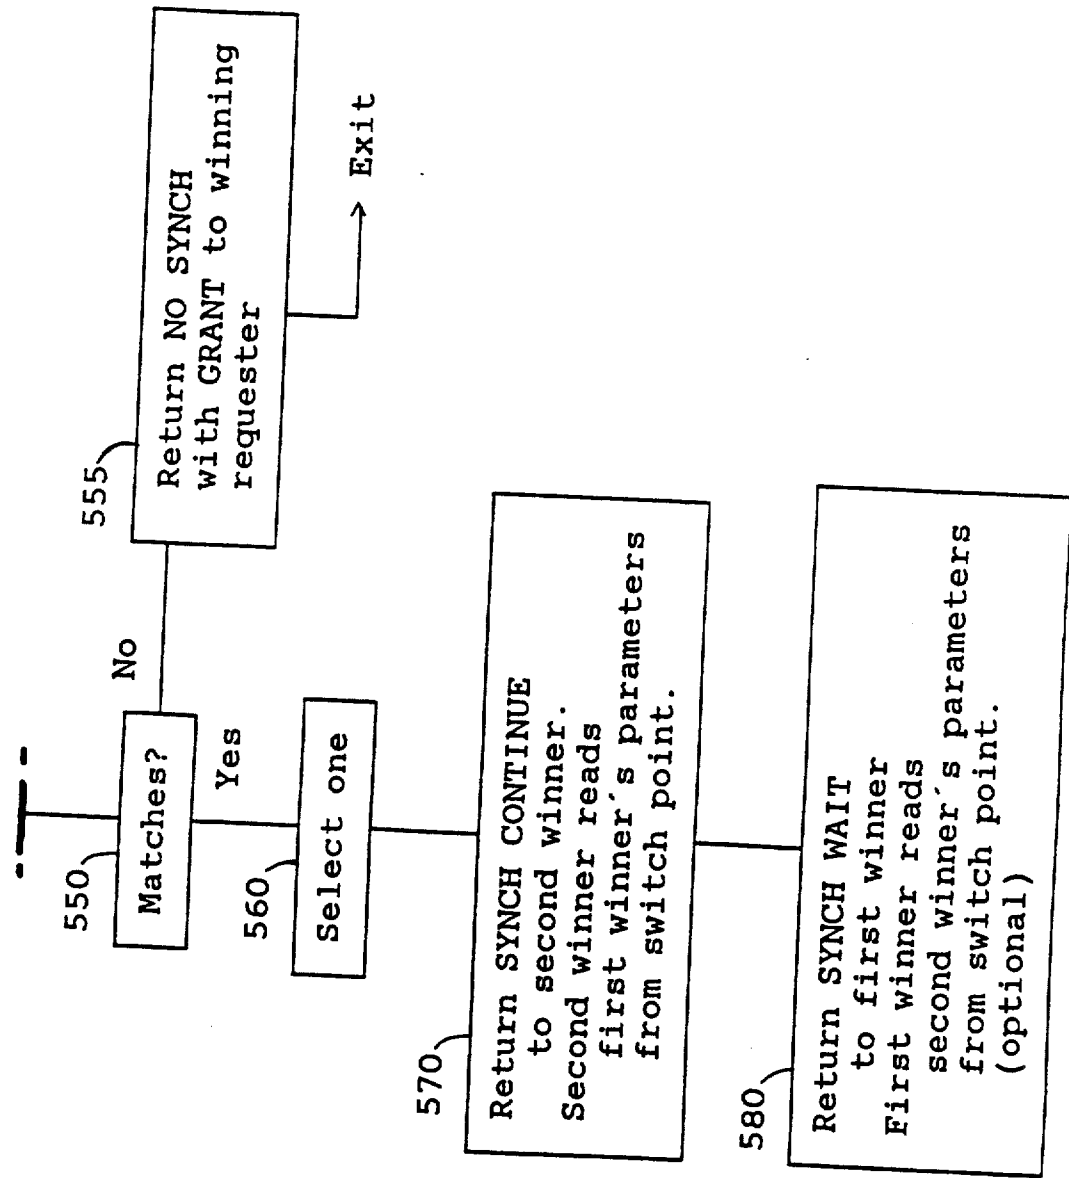 550
Matches?
No
Yes
555
Return NO SYNCH
with GRANT to winning
requester
Exit
560
Select one
570
Return SYNCH CONTINUE
to second winner.
Second winner reads
first winner´s parameters
from switch point.
580
Return SYNCH WAIT
to first winner
First winner reads
second winner´s parameters
from switch point.
(optional)